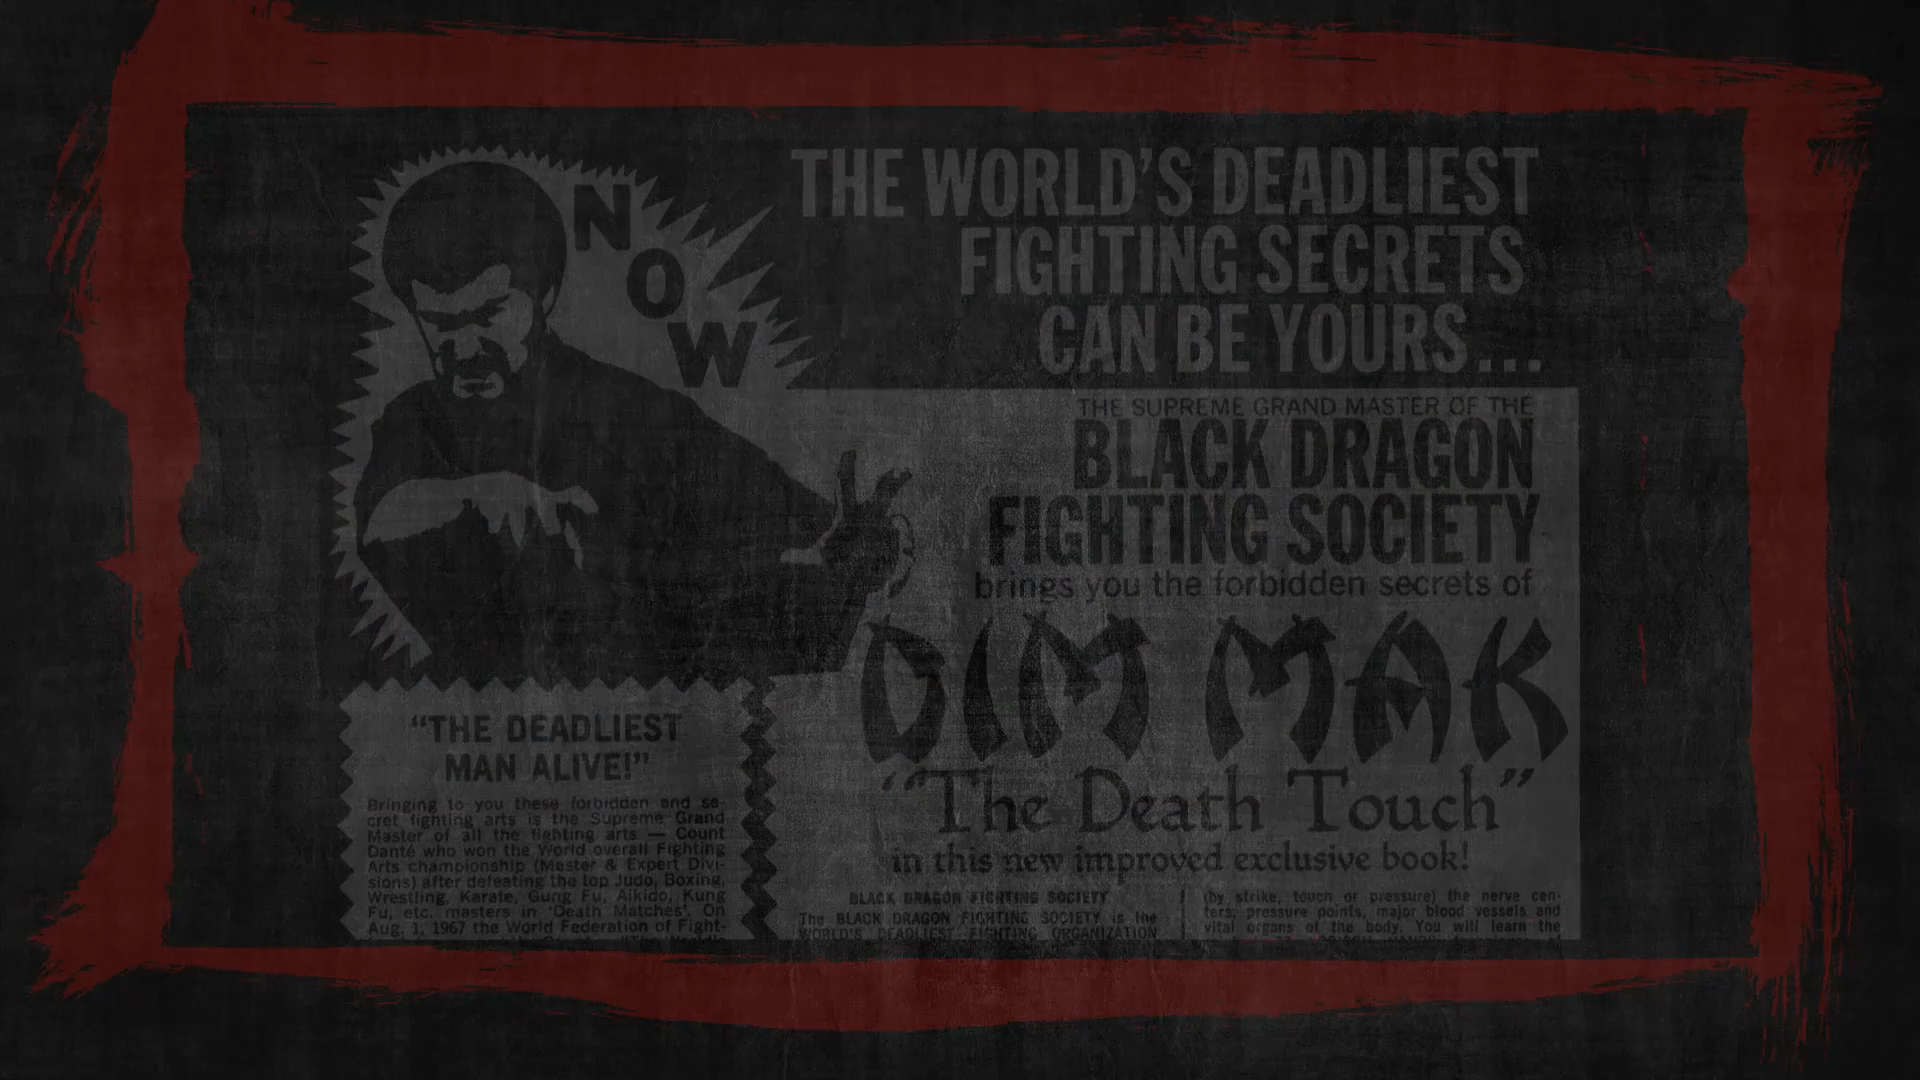 NOW
THE WORLD'S DEADLIEST
FIGHTING SECRETS
CAN BE YOURS...
THE SUPREME GRAND MASTER OF THE
BLACK DRAGON
FIGHTING SOCIETY
brings you the forbidden secrets of
DIM MAK
"The Death Touch"
in this new improved exclusive book!
"THE DEADLIEST
MAN ALIVE!"
Bringing to you these forbidden and se-
cret fighting arts is the Supreme Grand
Master of all the fighting arts — Count
Danté who won the World overall Fighting
Arts championship (Master & Expert Divi-
sions) after defeating the top Judo, Boxing,
Wrestling, Karate, Gung Fu, Aikido, Kung
Fu, etc. masters in 'Death Matches'. On
Aug. 1, 1967 the World Federation of Fight-
BLACK DRAGON FIGHTING SOCIETY
The BLACK DRAGON FIGHTING SOCIETY is the
WORLD'S DEADLIEST FIGHTING ORGANIZATION
(by strike, touch or pressure) the nerve cen-
ters, pressure points, major blood vessels and
vital organs of the body. You will learn the